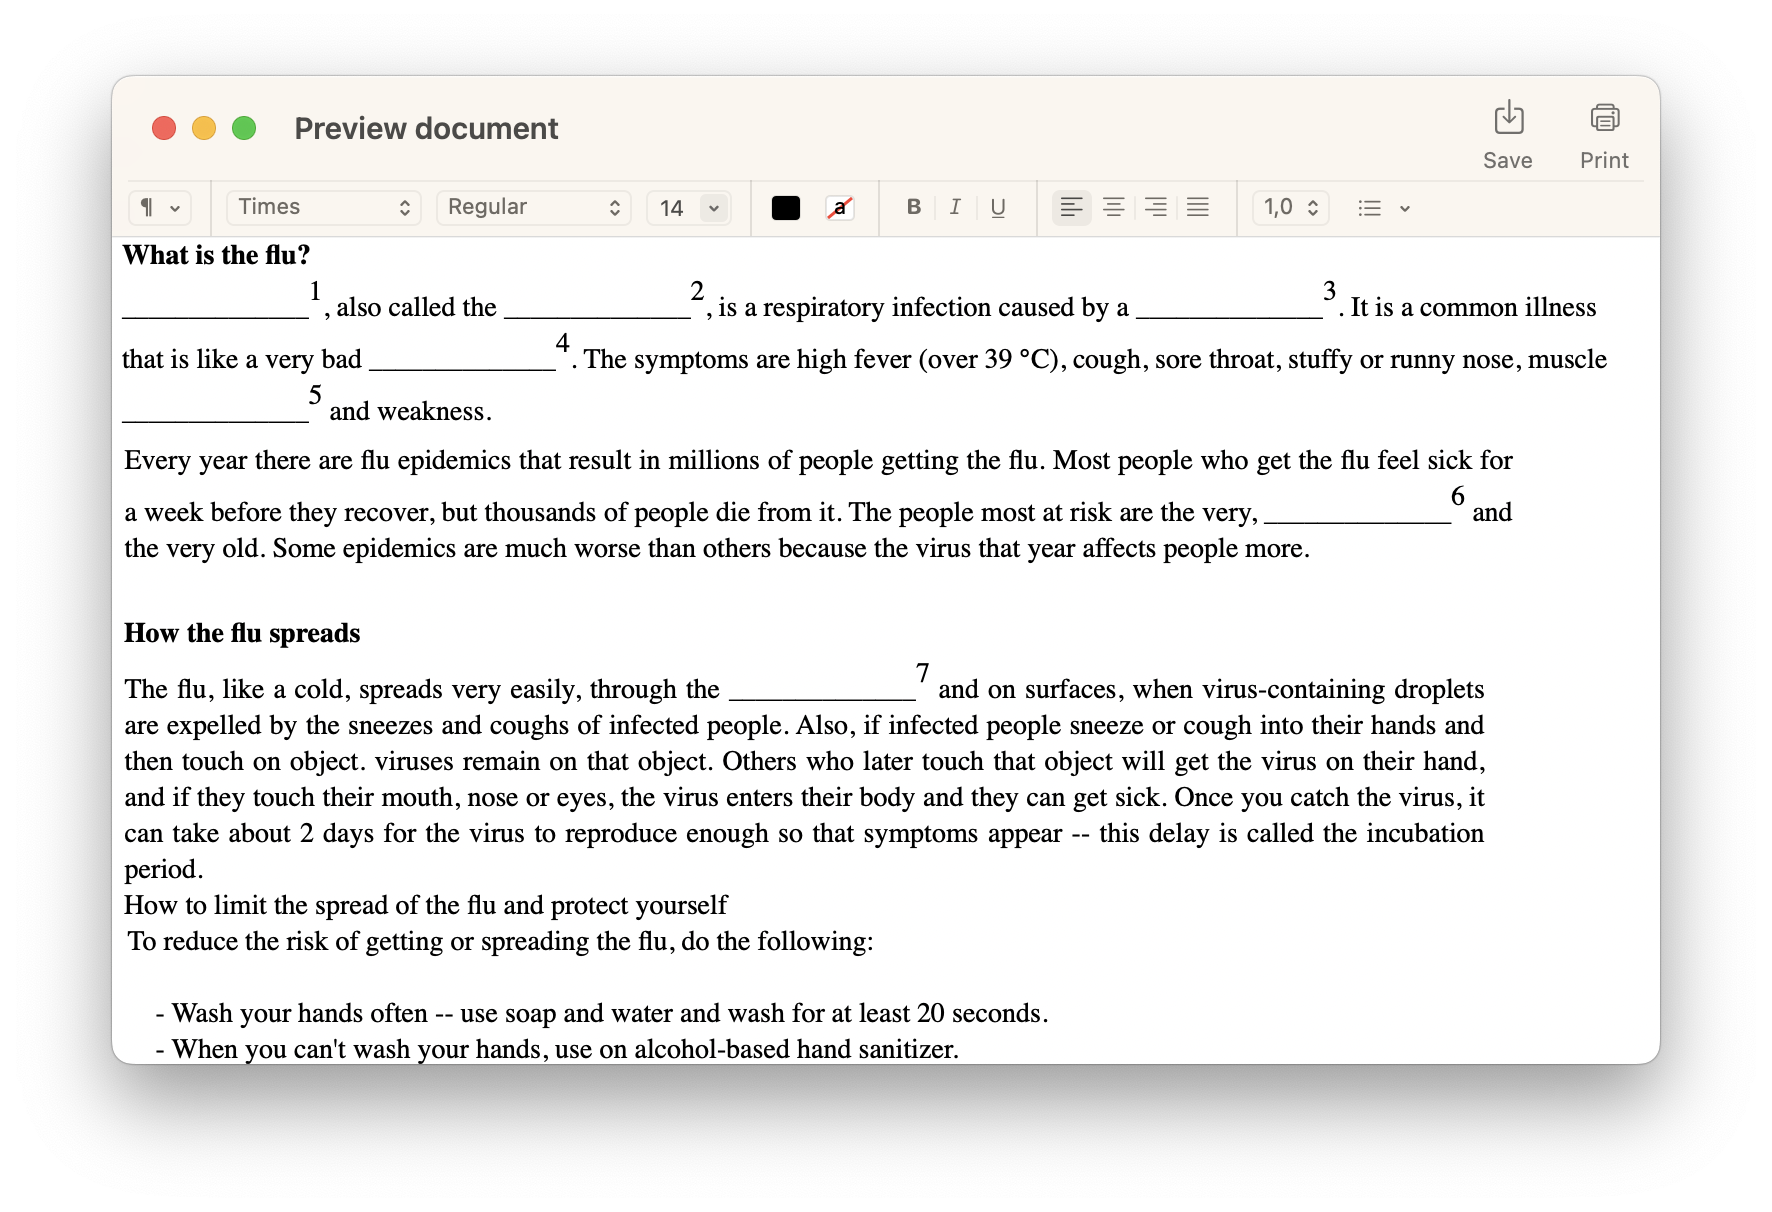 Preview document
Save
Print
¶
Times
Regular
14
a
B I U
1,0
What is the flu?
______________1, also called the ______________2, is a respiratory infection caused by a ______________3. It is a common illness
that is like a very bad ______________4. The symptoms are high fever (over 39 °C), cough, sore throat, stuffy or runny nose, muscle
______________5 and weakness.
Every year there are flu epidemics that result in millions of people getting the flu. Most people who get the flu feel sick for
a week before they recover, but thousands of people die from it. The people most at risk are the very, ______________6 and
the very old. Some epidemics are much worse than others because the virus that year affects people more.
How the flu spreads
The flu, like a cold, spreads very easily, through the ______________7 and on surfaces, when virus-containing droplets
are expelled by the sneezes and coughs of infected people. Also, if infected people sneeze or cough into their hands and
then touch on object. viruses remain on that object. Others who later touch that object will get the virus on their hand,
and if they touch their mouth, nose or eyes, the virus enters their body and they can get sick. Once you catch the virus, it
can take about 2 days for the virus to reproduce enough so that symptoms appear -- this delay is called the incubation
period.
How to limit the spread of the flu and protect yourself
To reduce the risk of getting or spreading the flu, do the following:
- Wash your hands often -- use soap and water and wash for at least 20 seconds.
- When you can't wash your hands, use on alcohol-based hand sanitizer.